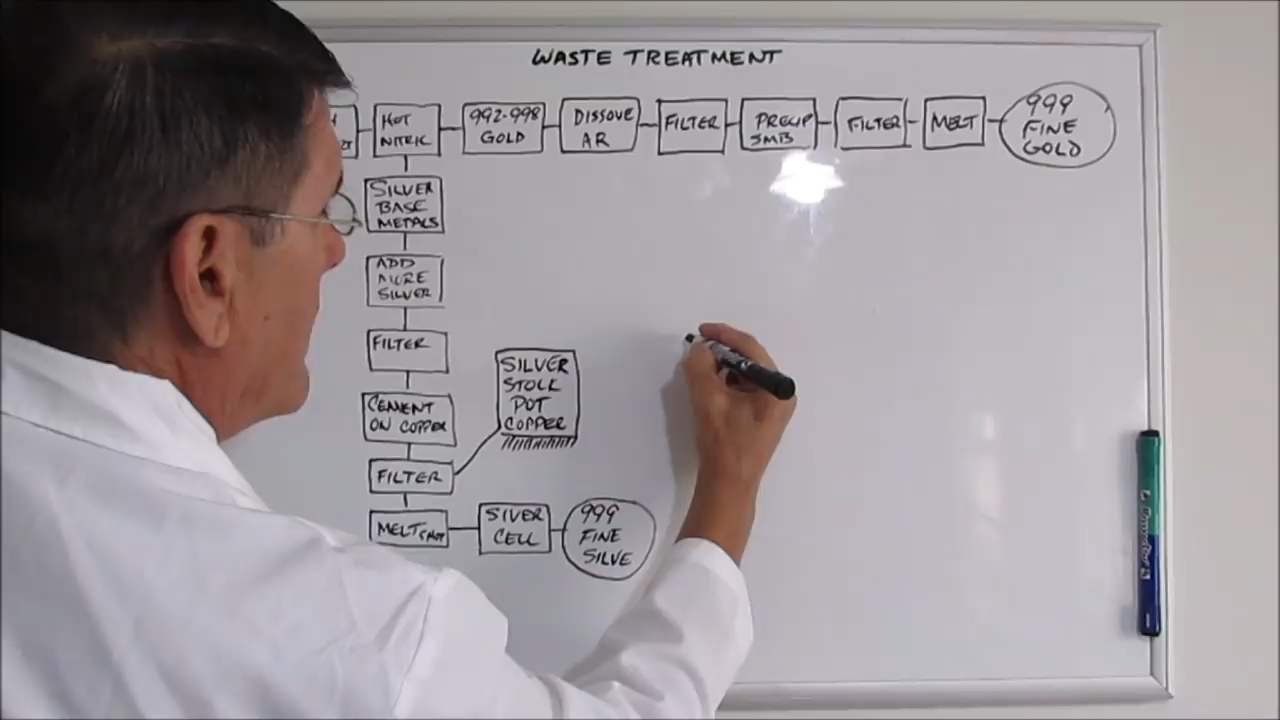 WASTE TREATMENT
HOT
NITRIC
992-998
GOLD
DISSOVE
AR
FILTER
PRECIP
SMB
FILTER
MELT
999
FINE
GOLD
SILVER
BASE
METALS
ADD
MORE
SILVER
FILTER
CEMENT
ON COPPER
FILTER
SILVER
STOCK
POT
COPPER
MELT SHOT
SIVER
CELL
999
FINE
SILVE